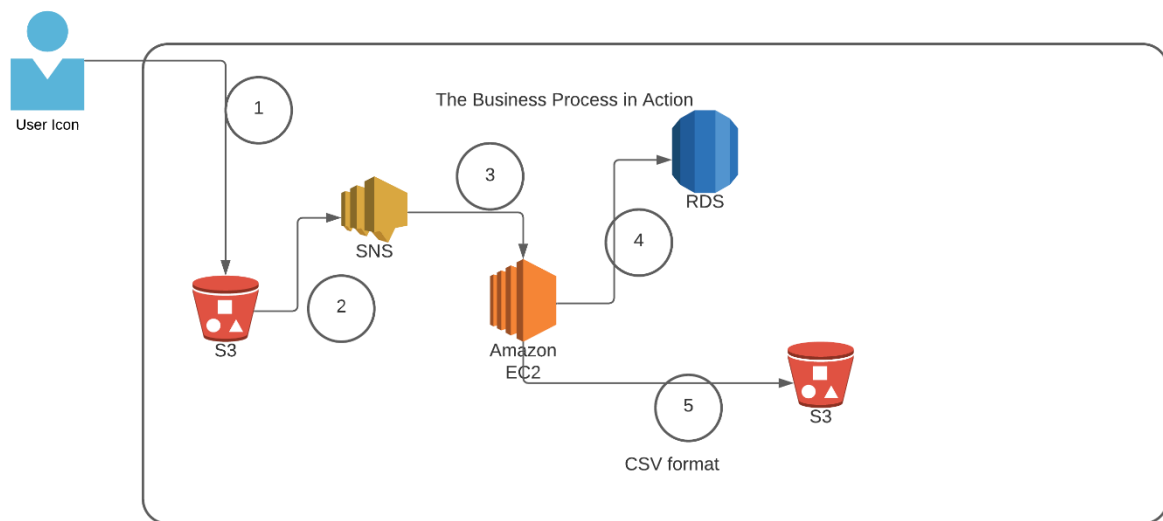 User Icon
1
The Business Process in Action
3
RDS
SNS
4
2
S3
Amazon
EC2
5
S3
CSV format